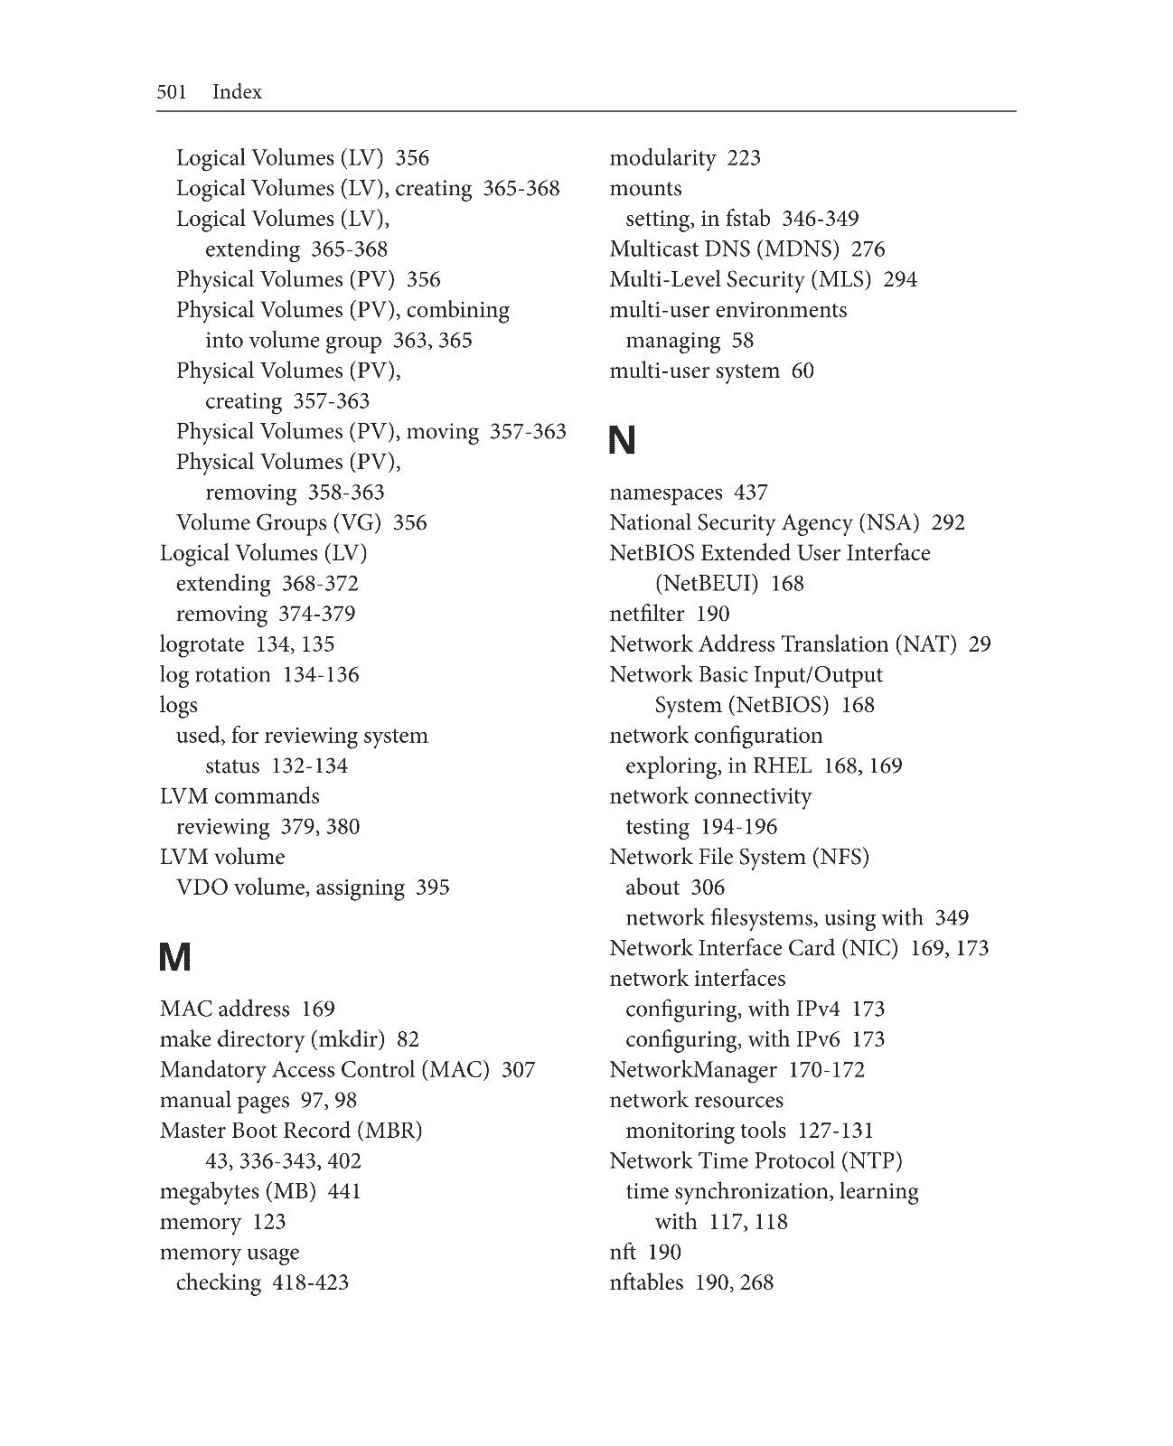 501 Index
Logical Volumes (LV) 356
Logical Volumes (LV), creating 365-368
Logical Volumes (LV),
extending 365-368
Physical Volumes (PV) 356
Physical Volumes (PV), combining
into volume group 363, 365
Physical Volumes (PV),
creating 357-363
Physical Volumes (PV), moving 357-363
Physical Volumes (PV),
removing 358-363
Volume Groups (VG) 356
Logical Volumes (LV)
extending 368-372
removing 374-379
logrotate 134, 135
log rotation 134-136
logs
used, for reviewing system
status 132-134
LVM commands
reviewing 379, 380
LVM volume
VDO volume, assigning 395
M
MAC address 169
make directory (mkdir) 82
Mandatory Access Control (MAC) 307
manual pages 97, 98
Master Boot Record (MBR)
43, 336-343, 402
megabytes (MB) 441
memory 123
memory usage
checking 418-423
modularity 223
mounts
setting, in fstab 346-349
Multicast DNS (MDNS) 276
Multi-Level Security (MLS) 294
multi-user environments
managing 58
multi-user system 60
N
namespaces 437
National Security Agency (NSA) 292
NetBIOS Extended User Interface
(NetBEUI) 168
netfilter 190
Network Address Translation (NAT) 29
Network Basic Input/Output
System (NetBIOS) 168
network configuration
exploring, in RHEL 168, 169
network connectivity
testing 194-196
Network File System (NFS)
about 306
network filesystems, using with 349
Network Interface Card (NIC) 169, 173
network interfaces
configuring, with IPv4 173
configuring, with IPv6 173
NetworkManager 170-172
network resources
monitoring tools 127-131
Network Time Protocol (NTP)
time synchronization, learning
with 117, 118
nft 190
nftables 190, 268